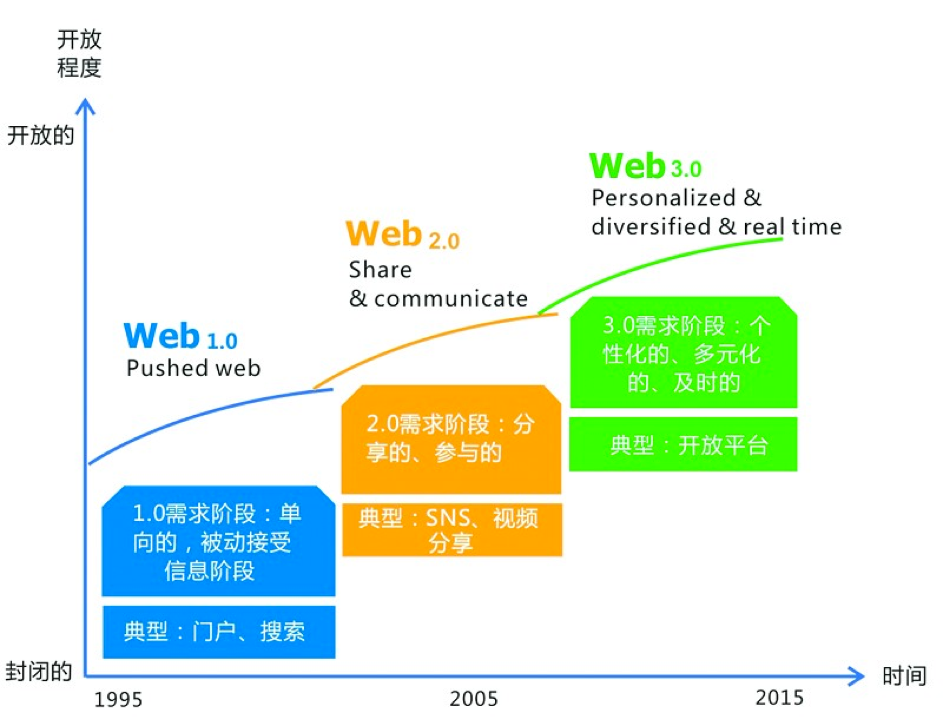 开放
程度
开放的
Web 3.0
Personalized &
diversified & real time
Web 2.0
Share
& communicate
Web 1.0
Pushed web
3.0需求阶段：个
性化的、多元化
的、及时的
典型：开放平台
2.0需求阶段：分
享的、参与的
典型：SNS、视频
分享
1.0需求阶段：单
向的，被动接受
信息阶段
典型：门户、搜索
封闭的
时间
1995
2005
2015